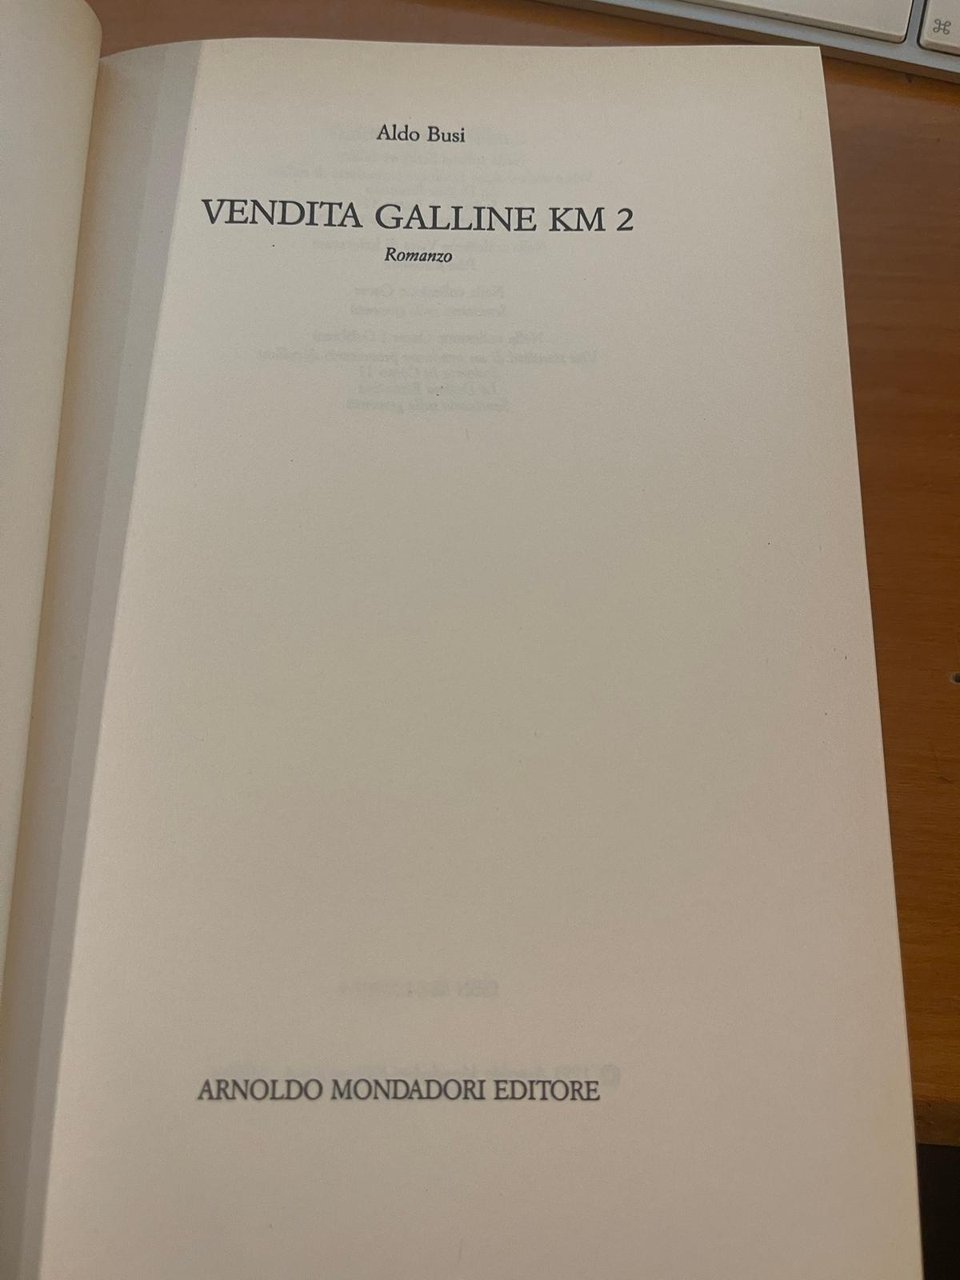 Aldo Busi
VENDITA GALLINE KM 2
Romanzo
ARNOLDO MONDADORI EDITORE
⌘